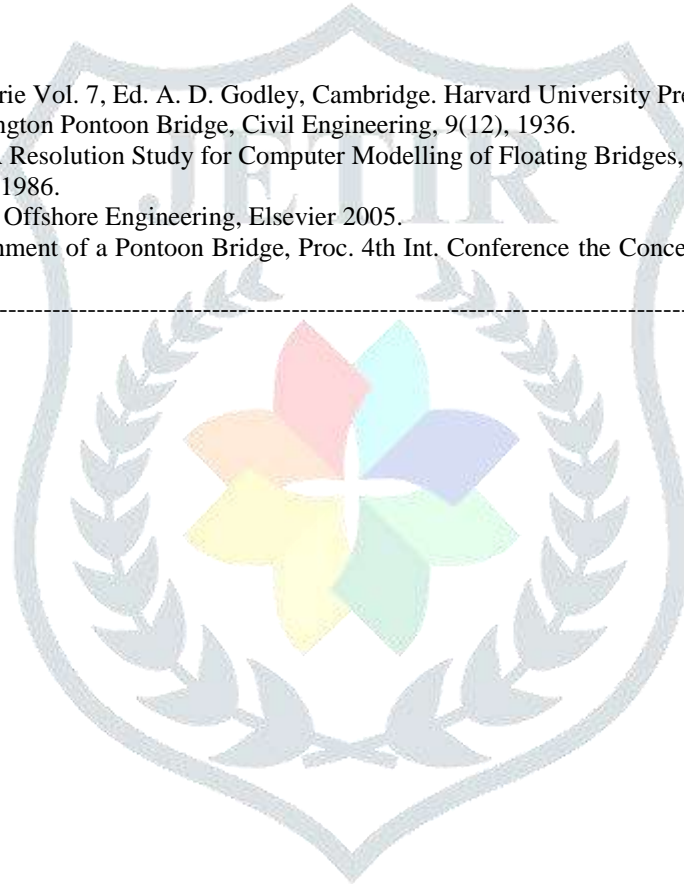 rie Vol. 7, Ed. A. D. Godley, Cambridge. Harvard University Pre
ngton Pontoon Bridge, Civil Engineering, 9(12), 1936.
. Resolution Study for Computer Modelling of Floating Bridges,
1986.
Offshore Engineering, Elsevier 2005.
nment of a Pontoon Bridge, Proc. 4th Int. Conference the Conce
--------------------------------------------------------------------------------------------
JETIR